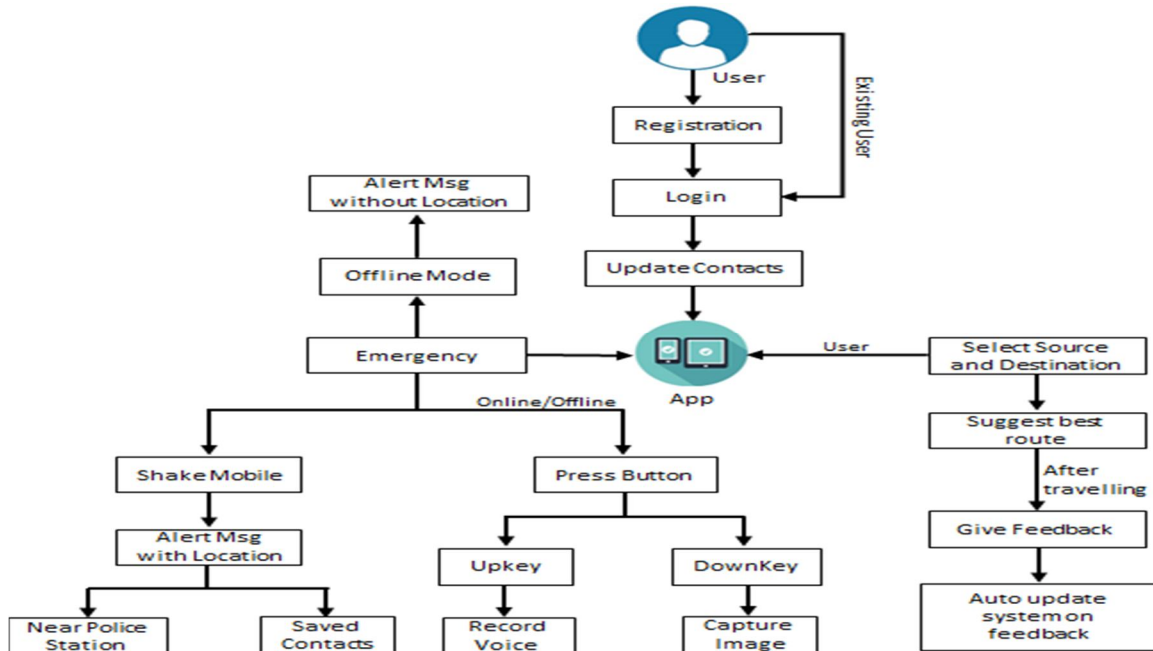 User
Existing User
Registration
Alert Msg
without Location
Login
Offline Mode
Update Contacts
Emergency
User
Select Source
and Destination
App
Online/Offline
Suggest best
route
Shake Mobile
Press Button
After
travelling
Alert Msg
with Location
Give Feedback
Upkey
DownKey
Near Police
Station
Saved
Contacts
Record
Voice
Capture
Image
Auto update
system on
feedback